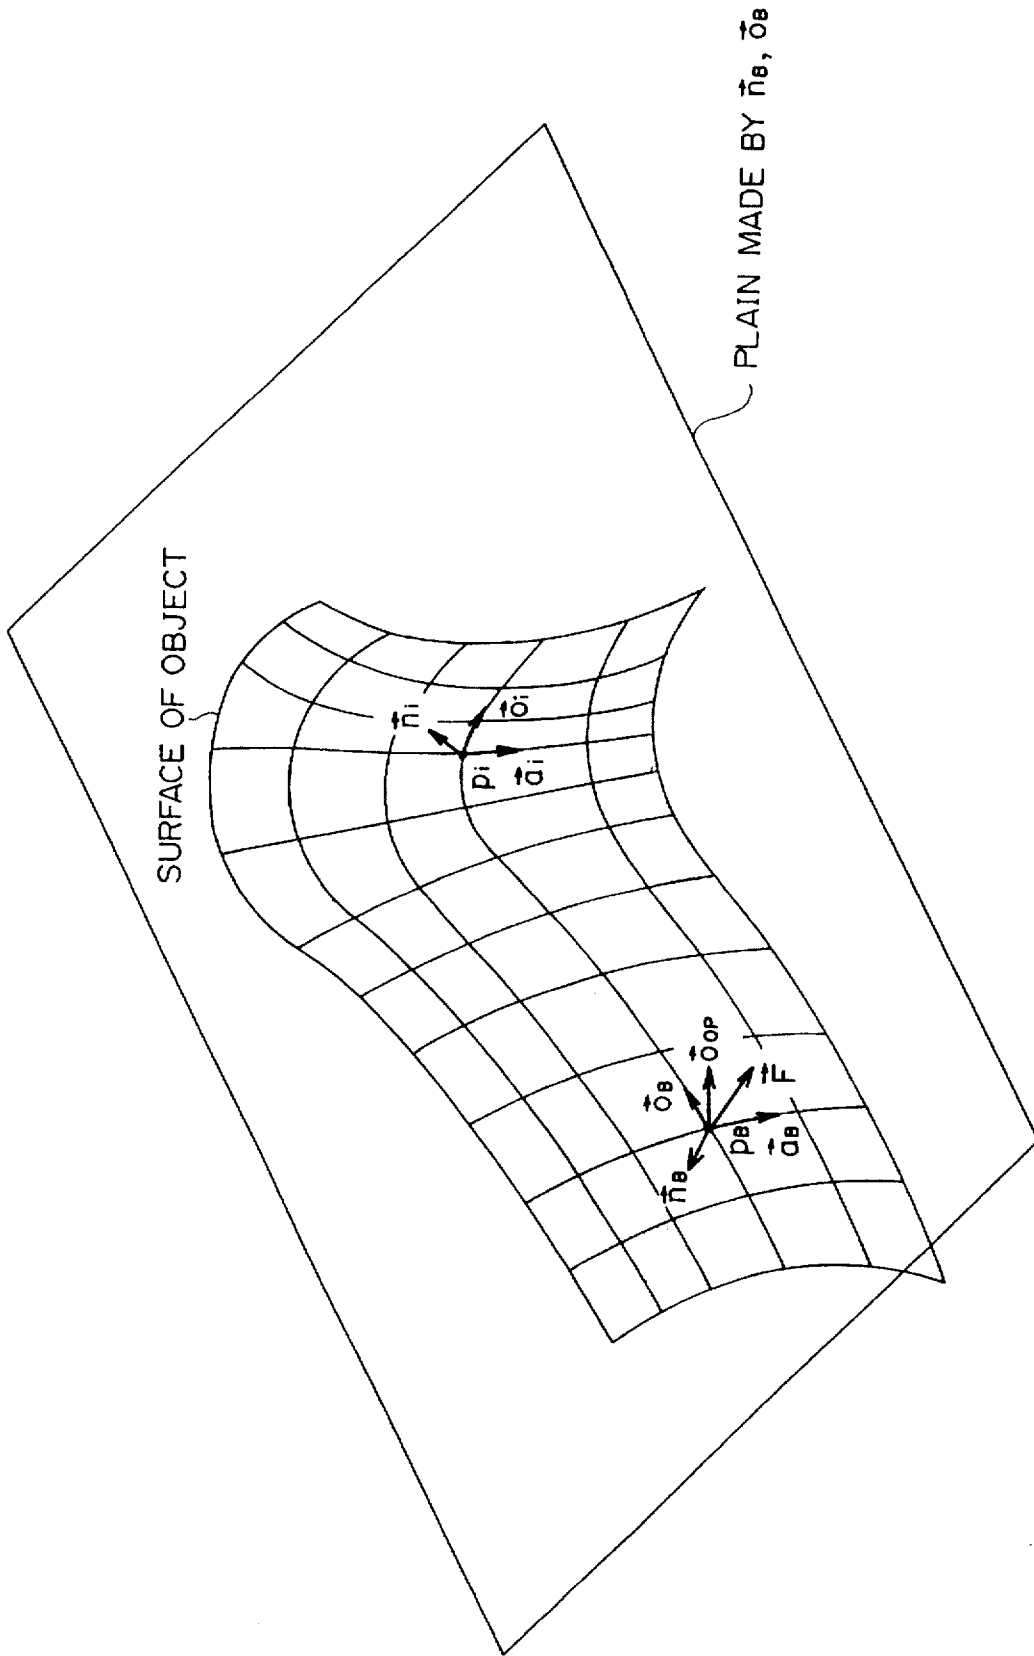 SURFACE OF OBJECT
n⃗i
o⃗i
pi
a⃗i
o⃗B
o⃗OP
n⃗B
pB
a⃗B
F⃗
PLAIN MADE BY n⃗B, o⃗B